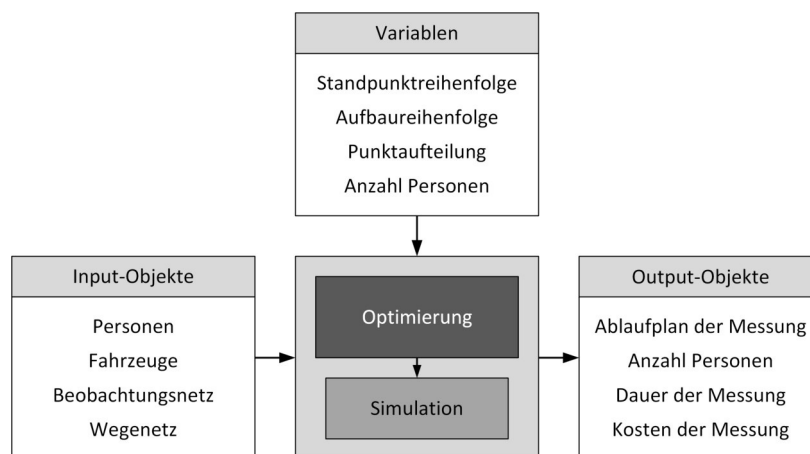 Variablen
Standpunktreihenfolge
Aufbaureihenfolge
Punktaufteilung
Anzahl Personen
Input-Objekte
Personen
Fahrzeuge
Beobachtungsnetz
Wegenetz
Optimierung
Simulation
Output-Objekte
Ablaufplan der Messung
Anzahl Personen
Dauer der Messung
Kosten der Messung